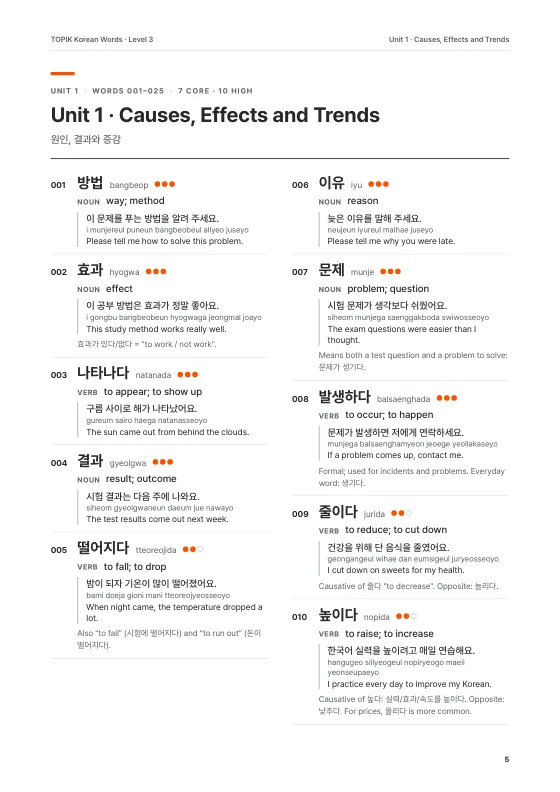 TOPIK Korean Words · Level 3
Unit 1 · Causes, Effects and Trends
UNIT 1 · WORDS 001–025 · 7 CORE · 10 HIGH
Unit 1 · Causes, Effects and Trends
원인, 결과와 증감
001 방법 bangbeop
NOUN way; method
이 문제를 푸는 방법을 알려 주세요.
i munjereul puneun bangbeobeul allyeo juseyo
Please tell me how to solve this problem.
002 효과 hyogwa
NOUN effect
이 공부 방법은 효과가 정말 좋아요.
i gongbu bangbeobeun hyogwaga jeongmal joayo
This study method works really well.
효과가 있다/없다 = "to work / not work".
003 나타나다 natanada
VERB to appear; to show up
구름 사이로 해가 나타났어요.
gureum sairo haega natanasseoyo
The sun came out from behind the clouds.
004 결과 gyeolgwa
NOUN result; outcome
시험 결과는 다음 주에 나와요.
siheom gyeolgwaneun daeum jue nawayo
The test results come out next week.
005 떨어지다 tteoreojida
VERB to fall; to drop
밤이 되자 기온이 많이 떨어졌어요.
bami doeja gioni mani tteoreojyeosseoyo
When night came, the temperature dropped a
lot.
Also "to fail" (시험에 떨어지다) and "to run out" (돈이
떨어지다).
006 이유 iyu
NOUN reason
늦은 이유를 말해 주세요.
neujeun iyureul malhae juseyo
Please tell me why you were late.
007 문제 munje
NOUN problem; question
시험 문제가 생각보다 쉬웠어요.
siheom munjega saenggakboda swiwosseoyo
The exam questions were easier than I
thought.
Means both a test question and a problem to solve:
문제가 생기다.
008 발생하다 balsaenghada
VERB to occur; to happen
문제가 발생하면 저에게 연락하세요.
munjega balsaenghamyeon jeoege yeollakaseyo
If a problem comes up, contact me.
Formal; used for incidents and problems. Everyday
word: 생기다.
009 줄이다 jurida
VERB to reduce; to cut down
건강을 위해 단 음식을 줄였어요.
geongangeul wihae dan eumsigeul juryeosseoyo
I cut down on sweets for my health.
Causative of 줄다 "to decrease". Opposite: 늘리다.
010 높이다 nopida
VERB to raise; to increase
한국어 실력을 높이려고 매일 연습해요.
hangugeo sillyeogeul nopiryeogo maeil
yeonseupaeyo
I practice every day to improve my Korean.
Causative of 높다: 실력/효과/속도를 높이다. Opposite:
낮추다. For prices, 올리다 is more common.
5